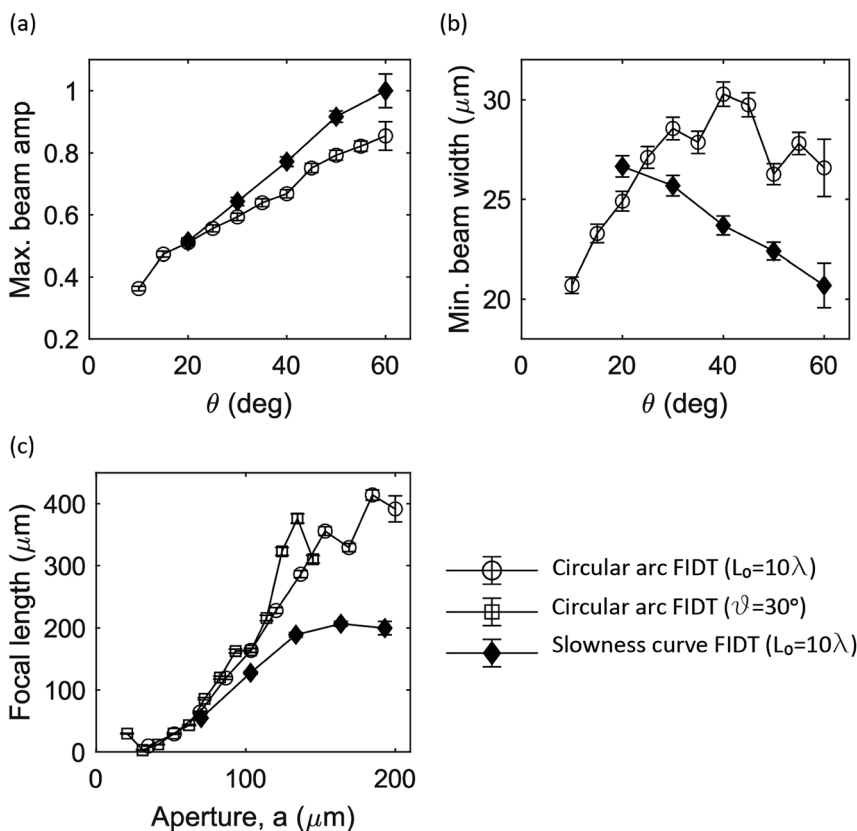 (a)
(b)
1
0.8
0.6
0.4
0.2
0
20
40
60
Max. beam amp
θ (deg)
30
25
20
0
20
40
60
Min. beam width (μm)
θ (deg)
(c)
400
300
200
100
0
0
100
200
Focal length (μm)
Aperture, a (μm)
Circular arc FIDT (L₀=10λ)
Circular arc FIDT (ϑ=30°)
Slowness curve FIDT (L₀=10λ)